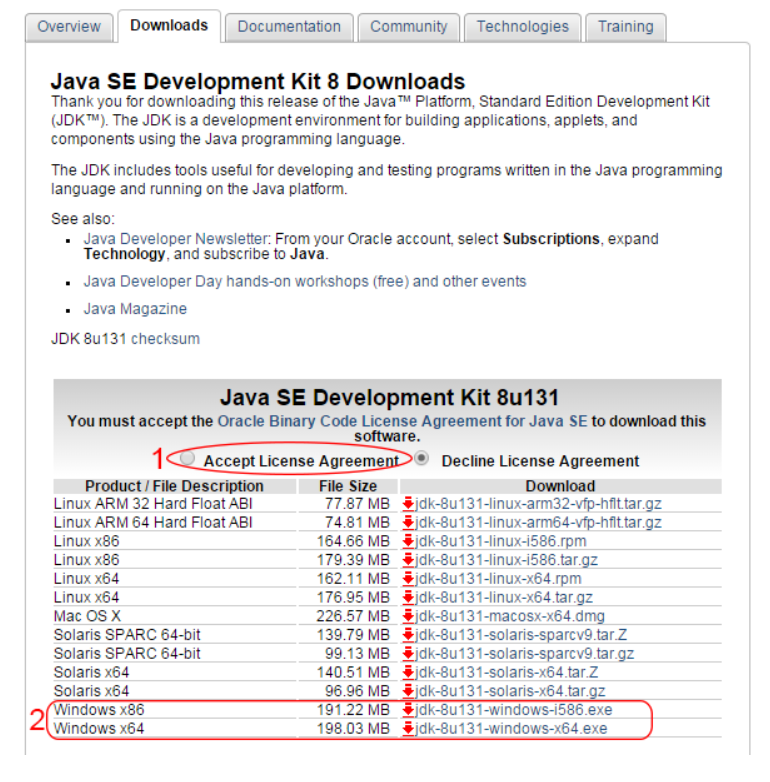 Overview Downloads Documentation Community Technologies Training
Java SE Development Kit 8 Downloads
Thank you for downloading this release of the Java™ Platform, Standard Edition Development Kit
(JDK™). The JDK is a development environment for building applications, applets, and
components using the Java programming language.
The JDK includes tools useful for developing and testing programs written in the Java programming
language and running on the Java platform.
See also:
Java Developer Newsletter: From your Oracle account, select Subscriptions, expand
Technology, and subscribe to Java.
Java Developer Day hands-on workshops (free) and other events
Java Magazine
JDK 8u131 checksum
Java SE Development Kit 8u131
You must accept the Oracle Binary Code License Agreement for Java SE to download this
software.
1 Accept License Agreement Decline License Agreement
Product / File Description File Size Download
Linux ARM 32 Hard Float ABI 77.87 MB jdk-8u131-linux-arm32-vfp-hflt.tar.gz
Linux ARM 64 Hard Float ABI 74.81 MB jdk-8u131-linux-arm64-vfp-hflt.tar.gz
Linux x86 164.66 MB jdk-8u131-linux-i586.rpm
Linux x86 179.39 MB jdk-8u131-linux-i586.tar.gz
Linux x64 162.11 MB jdk-8u131-linux-x64.rpm
Linux x64 176.95 MB jdk-8u131-linux-x64.tar.gz
Mac OS X 226.57 MB jdk-8u131-macosx-x64.dmg
Solaris SPARC 64-bit 139.79 MB jdk-8u131-solaris-sparcv9.tar.Z
Solaris SPARC 64-bit 99.13 MB jdk-8u131-solaris-sparcv9.tar.gz
Solaris x64 140.51 MB jdk-8u131-solaris-x64.tar.Z
Solaris x64 96.96 MB jdk-8u131-solaris-x64.tar.gz
2 Windows x86 191.22 MB jdk-8u131-windows-i586.exe
Windows x64 198.03 MB jdk-8u131-windows-x64.exe